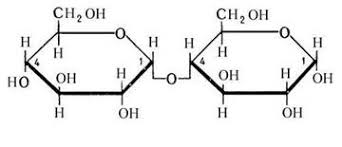 CH₂OH CH₂OH
O O
H H H H H
H H
4 1 4 1
OH H OH H
HO O OH
H OH H OH